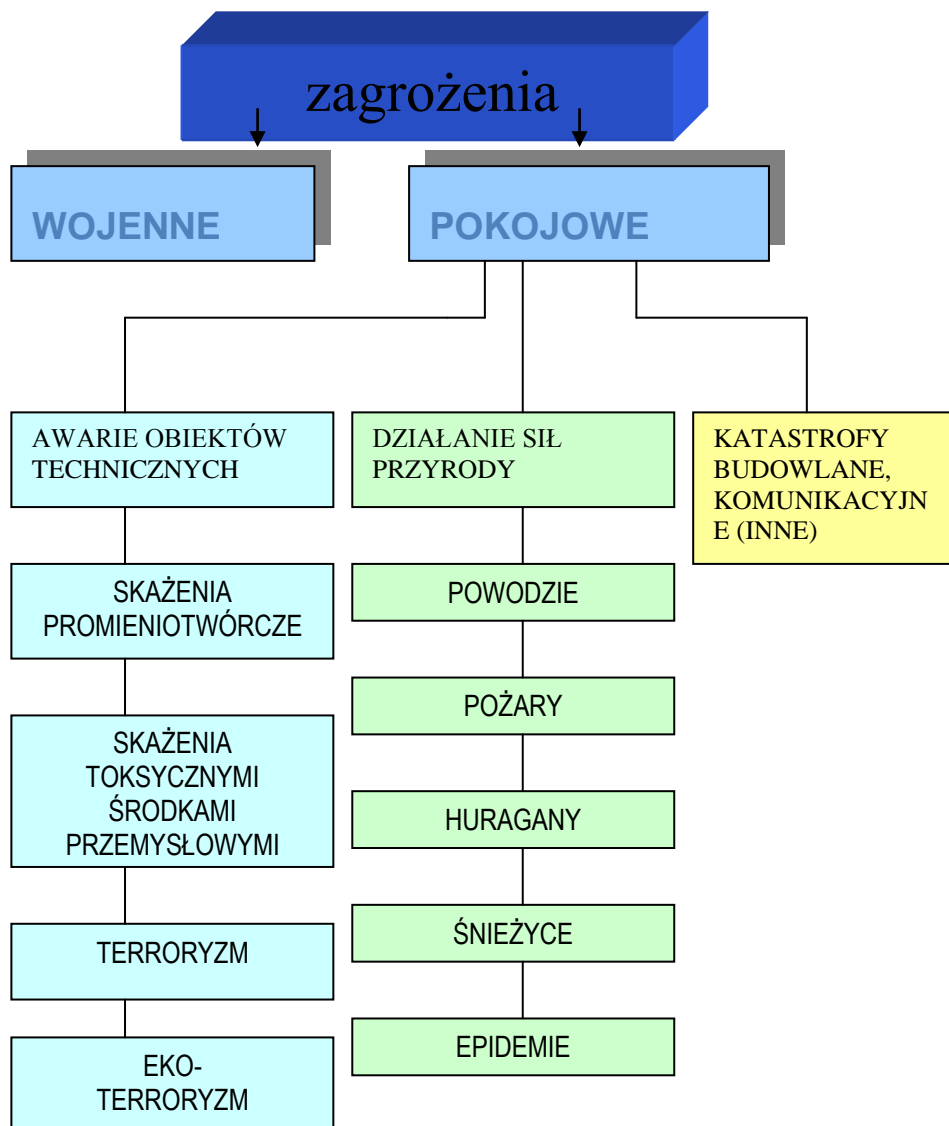 zagrożenia
WOJENNE
POKOJOWE
AWARIE OBIEKTÓW
TECHNICZNYCH
DZIAŁANIE SIŁ
PRZYRODY
KATASTROFY
BUDOWLANE,
KOMUNIKACYJN
E (INNE)
SKAŻENIA
PROMIENIOTWÓRCZE
SKAŻENIA
TOKSYCZNYMI
ŚRODKAMI
PRZEMYSŁOWYMI
TERRORYZM
EKO-
TERRORYZM
POWODZIE
POŻARY
HURAGANY
ŚNIEŻYCE
EPIDEMIE